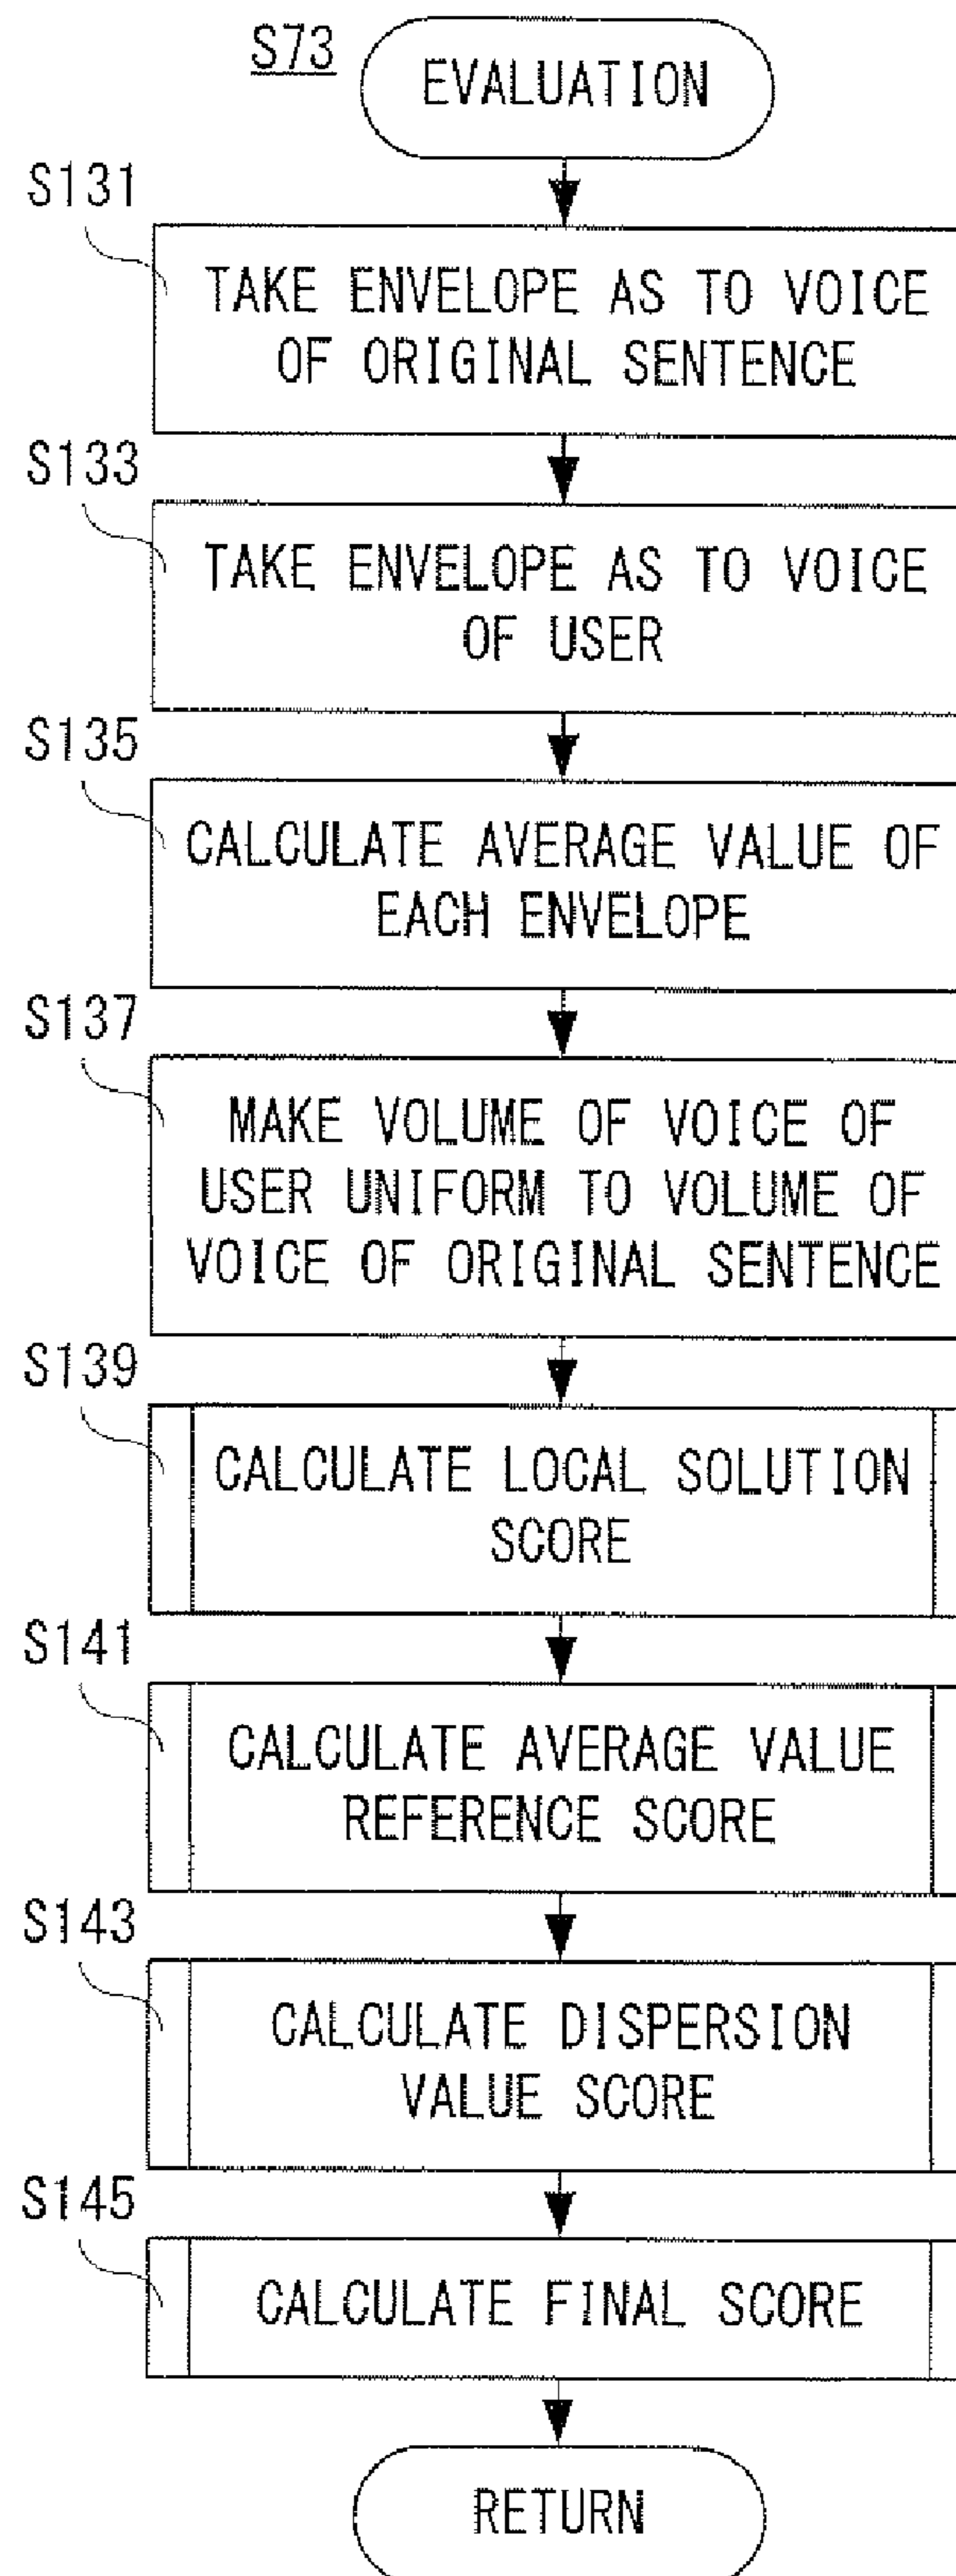 S73
EVALUATION
S131
TAKE ENVELOPE AS TO VOICE
OF ORIGINAL SENTENCE
S133
TAKE ENVELOPE AS TO VOICE
OF USER
S135
CALCULATE AVERAGE VALUE OF
EACH ENVELOPE
S137
MAKE VOLUME OF VOICE OF
USER UNIFORM TO VOLUME OF
VOICE OF ORIGINAL SENTENCE
S139
CALCULATE LOCAL SOLUTION
SCORE
S141
CALCULATE AVERAGE VALUE
REFERENCE SCORE
S143
CALCULATE DISPERSION
VALUE SCORE
S145
CALCULATE FINAL SCORE
RETURN